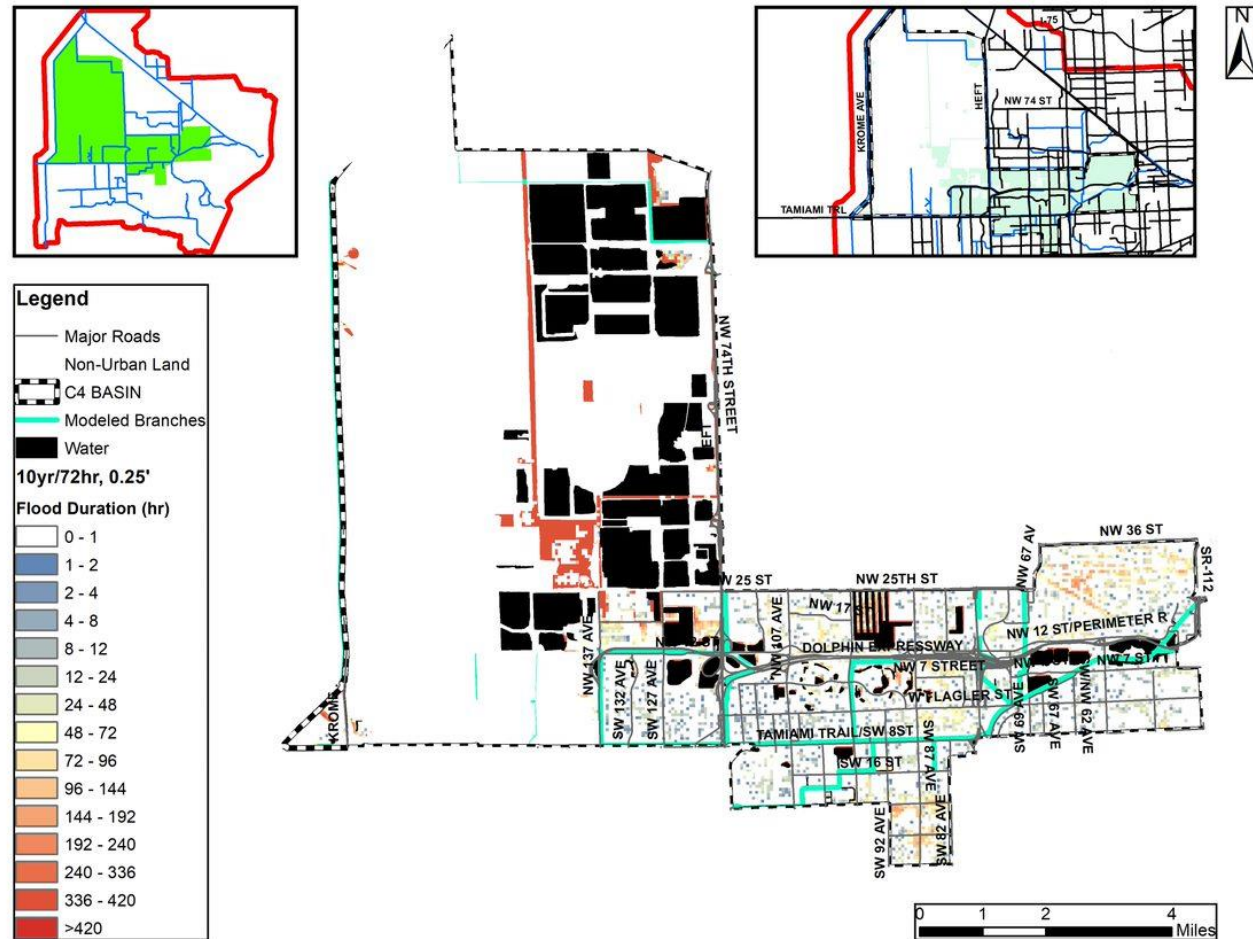 I-75
NW 74 ST
HEFT
KROME AVE
TAMIAMI TRL
N
Legend
Major Roads
Non-Urban Land
C4 BASIN
Modeled Branches
Water
10yr/72hr, 0.25'
Flood Duration (hr)
0 - 1
1 - 2
2 - 4
4 - 8
8 - 12
12 - 24
24 - 48
48 - 72
72 - 96
96 - 144
144 - 192
192 - 240
240 - 336
336 - 420
>420
NW 74TH STREET
NW 36 ST
NW 67 AV
SR-112
25 ST
NW 25TH ST
NW 17 ST
NW 12 ST/PERIMETER R
NW 137 AVE
NW 107 AVE
DOLPHIN EXPRESSWAY
NW 7 STREET
NW 7 ST
SW 132 AVE
SW 127 AVE
W FLAGLER ST
SW 69 AVE
SW 67 AVE
SW/NW 62 AVE
KROME
TAMIAMI TRAIL/SW 8ST
SW 87 AVE
SW 16 ST
SW 92 AVE
SW 82 AVE
0 1 2 4
Miles